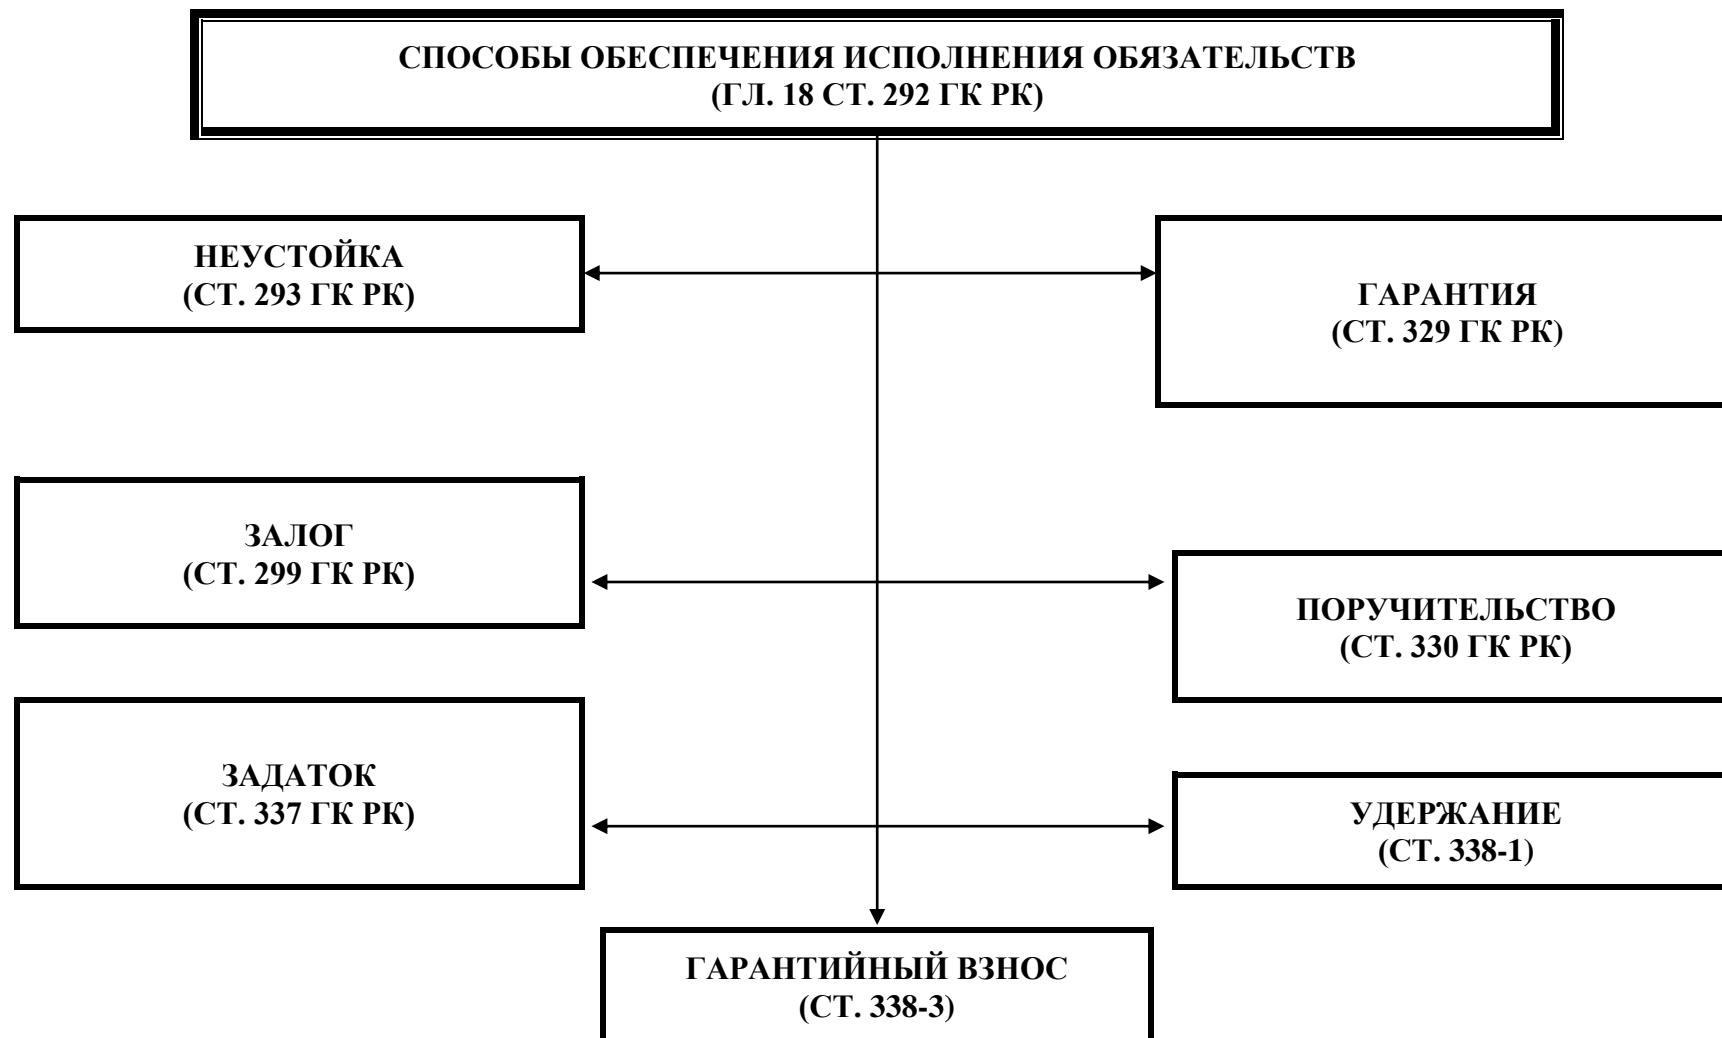 СПОСОБЫ ОБЕСПЕЧЕНИЯ ИСПОЛНЕНИЯ ОБЯЗАТЕЛЬСТВ
(ГЛ. 18 СТ. 292 ГК РК)
НЕУСТОЙКА
(СТ. 293 ГК РК)
ГАРАНТИЯ
(СТ. 329 ГК РК)
ЗАЛОГ
(СТ. 299 ГК РК)
ПОРУЧИТЕЛЬСТВО
(СТ. 330 ГК РК)
ЗАДАТОК
(СТ. 337 ГК РК)
УДЕРЖАНИЕ
(СТ. 338-1)
ГАРАНТИЙНЫЙ ВЗНОС
(СТ. 338-3)